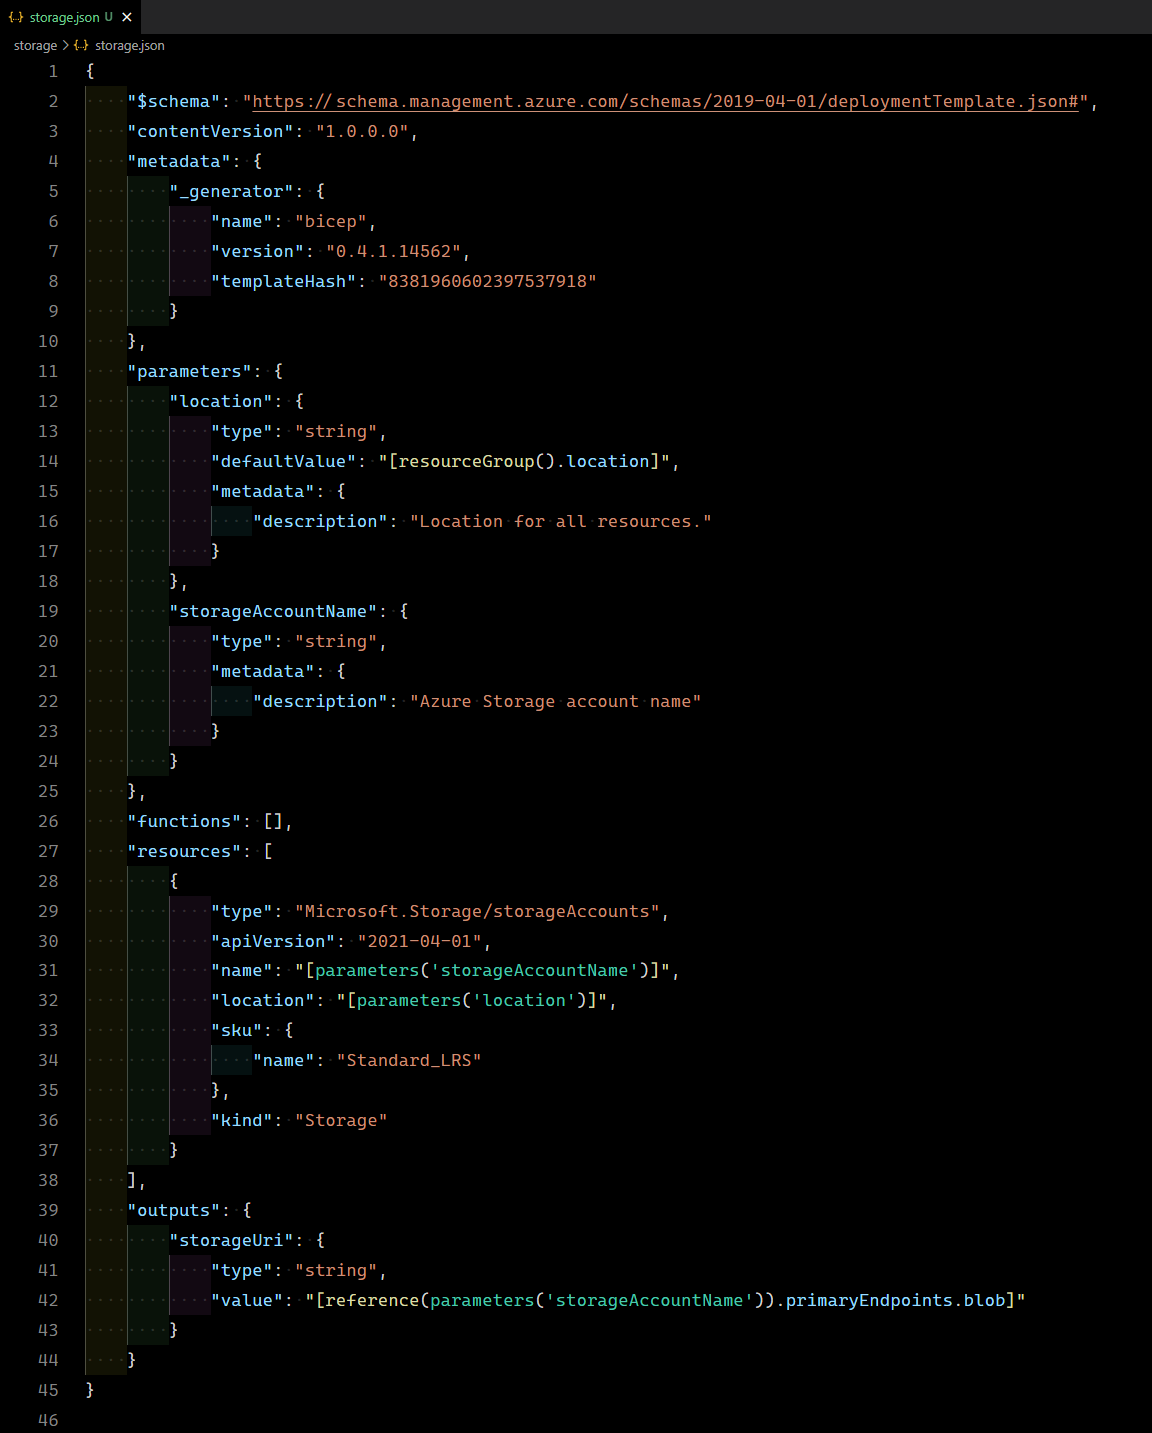 storage.json U
storage > storage.json
1 {
2 "$schema": "https://schema.management.azure.com/schemas/2019-04-01/deploymentTemplate.json#",
3 "contentVersion": "1.0.0.0",
4 "metadata": {
5 "_generator": {
6 "name": "bicep",
7 "version": "0.4.1.14562",
8 "templateHash": "8381960602397537918"
9 }
10 },
11 "parameters": {
12 "location": {
13 "type": "string",
14 "defaultValue": "[resourceGroup().location]",
15 "metadata": {
16 "description": "Location for all resources."
17 }
18 },
19 "storageAccountName": {
20 "type": "string",
21 "metadata": {
22 "description": "Azure Storage account name"
23 }
24 }
25 },
26 "functions": [],
27 "resources": [
28 {
29 "type": "Microsoft.Storage/storageAccounts",
30 "apiVersion": "2021-04-01",
31 "name": "[parameters('storageAccountName')]",
32 "location": "[parameters('location')]",
33 "sku": {
34 "name": "Standard_LRS"
35 },
36 "kind": "Storage"
37 }
38 ],
39 "outputs": {
40 "storageUri": {
41 "type": "string",
42 "value": "[reference(parameters('storageAccountName')).primaryEndpoints.blob]"
43 }
44 }
45 }
46